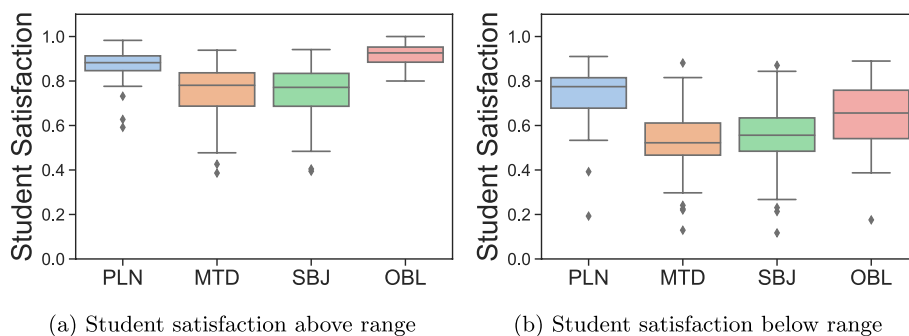 Student Satisfaction
1.0
0.8
0.6
0.4
0.2
0.0
PLN MTD SBJ OBL
(a) Student satisfaction above range
Student Satisfaction
1.0
0.8
0.6
0.4
0.2
0.0
PLN MTD SBJ OBL
(b) Student satisfaction below range